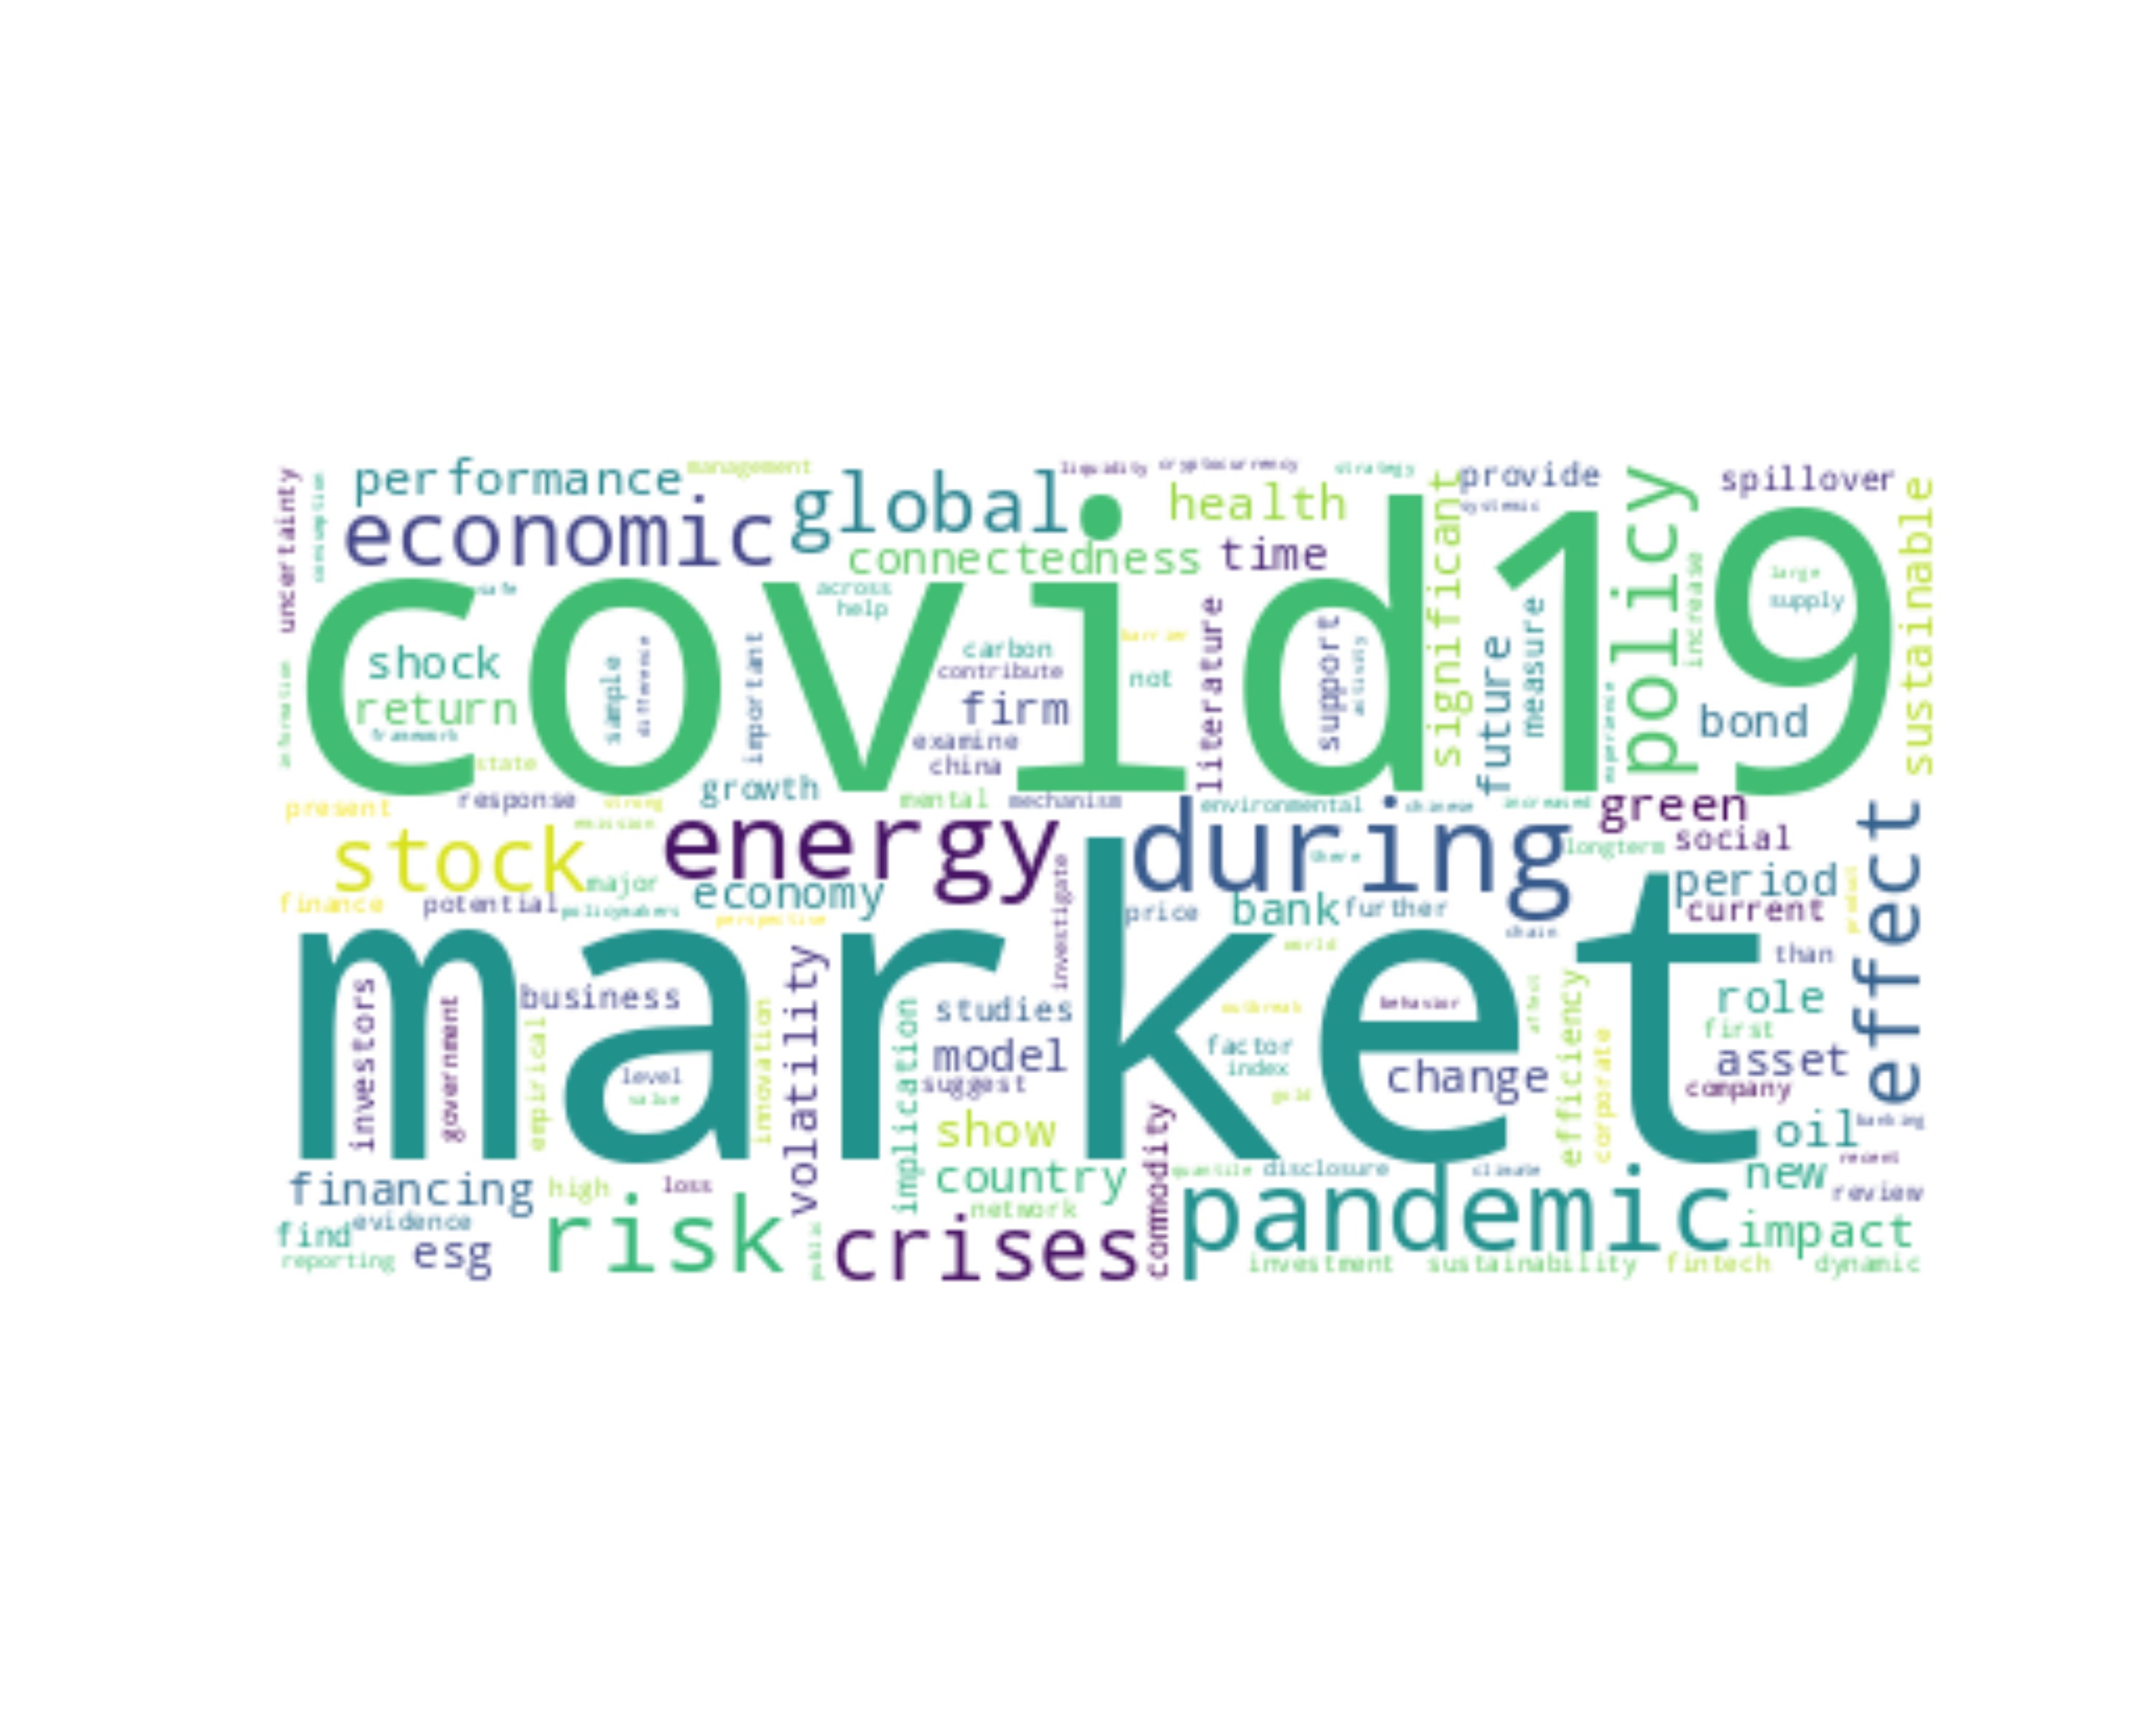 performance management liquidity cryptocurrency strategy provide spillover
uncertainty consumption economic global health significant systemic policy sustainable
connectedness time
covid19
safe across help increase large supply
shock sample difference important carbon barrier literature support activity future measure
information return contribute not firm bond
framework examine
state china
present response strong growth mental mechanism environmental chinese increased green
emission stock energy during longterm social effect
major there period
finance potential policymakers economy perspective investigate price bank further current product
chain
market
world than
investors government business volatility studies outbreak behavior affect efficiency role
empirical innovation implication model factor corporate first
level suggest index change asset
value gold company
show commodity oil banking
financing high loss country quantile disclosure climate new recent
network review
find evidence risk crises pandemic impact
reporting esg public investment sustainability fintech dynamic